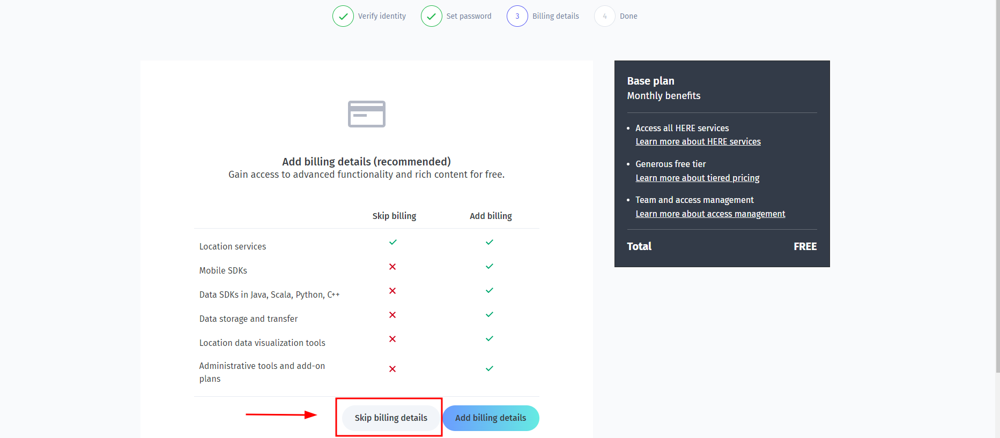 Verify identity
Set password
3 Billing details
4 Done
Add billing details (recommended)
Gain access to advanced functionality and rich content for free.
Skip billing Add billing
Location services
Mobile SDKs
Data SDKs in Java, Scala, Python, C++
Data storage and transfer
Location data visualization tools
Administrative tools and add-on
plans
Skip billing details
Add billing details
Base plan
Monthly benefits
• Access all HERE services
Learn more about HERE services
• Generous free tier
Learn more about tiered pricing
• Team and access management
Learn more about access management
Total FREE